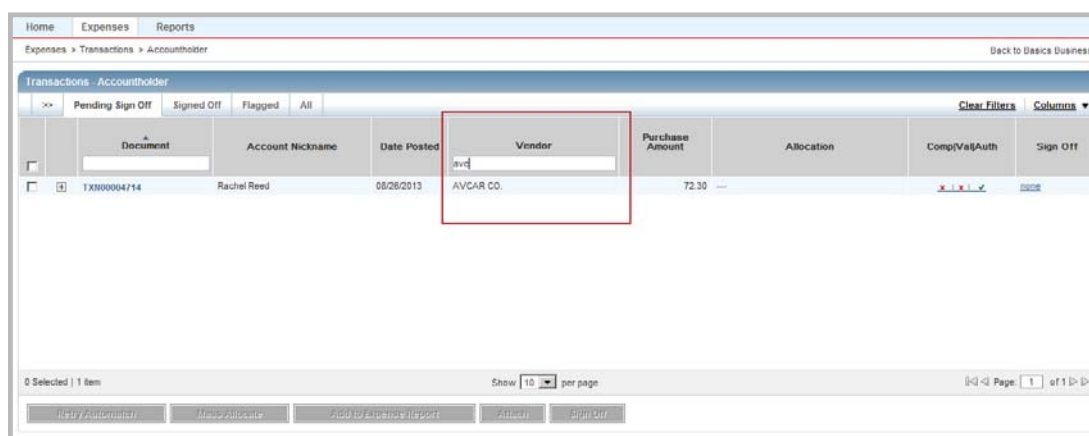 Home Expenses Reports
Expenses > Transactions > Accountholder Back to Basics Busines
Transactions - Accountholder
>> Pending Sign Off Signed Off Flagged All Clear Filters Columns
Document Account Nickname Date Posted Vendor Purchase Amount Allocation Comp|Val|Auth Sign Off
avc
TXN00004714 Rachel Reed 08/26/2013 AVCAR CO. 72.30 --- x | x | ✓ none
0 Selected | 1 item Show 10 per page Page: 1 of 1
Retry Automatch Mass Allocate Add to Expense Report Attach Sign Off